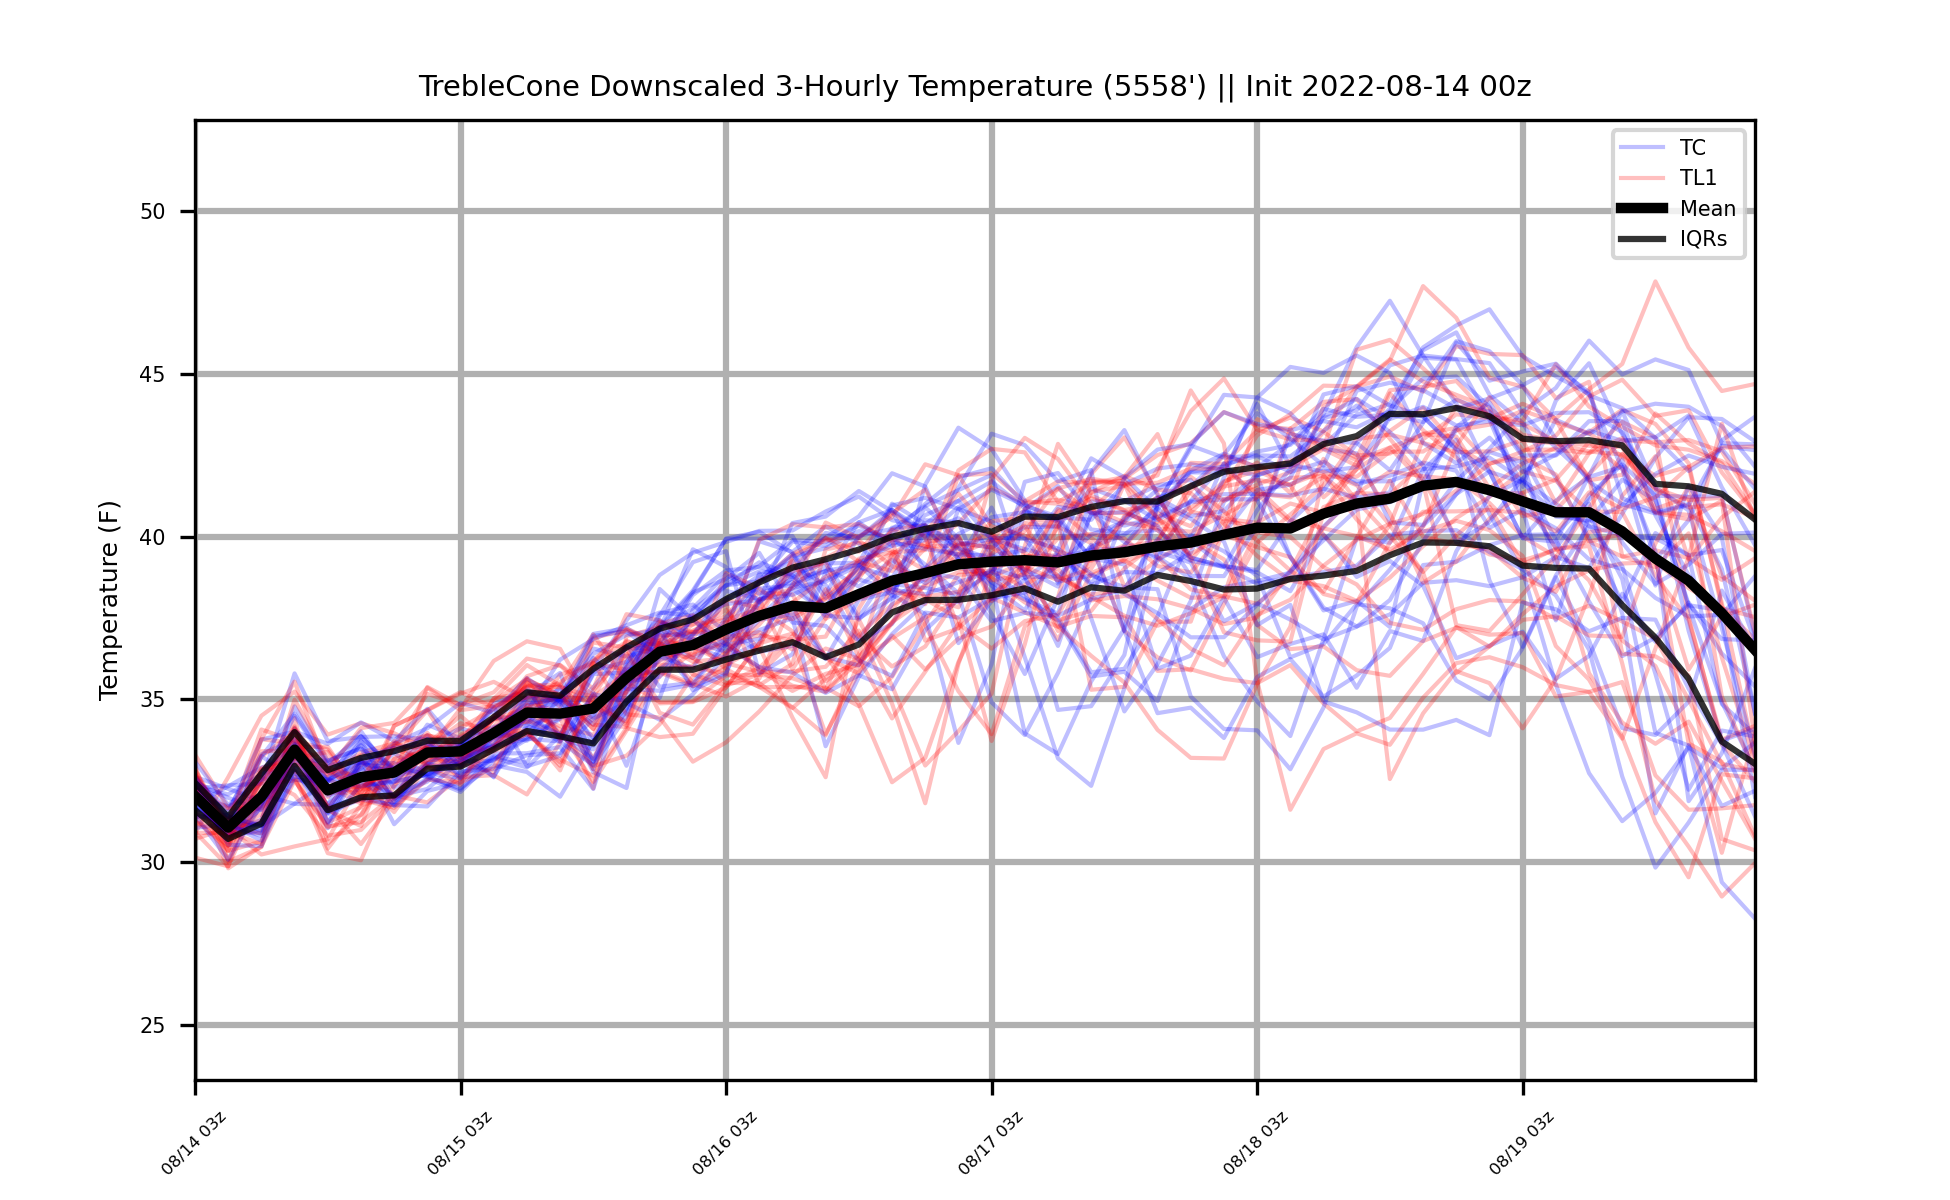 TrebleCone Downscaled 3-Hourly Temperature (5558') || Init 2022-08-14 00z
TC
TL1
Mean
IQRs
Temperature (F)
50
45
40
35
30
25
08/14 03z
08/15 03z
08/16 03z
08/17 03z
08/18 03z
08/19 03z